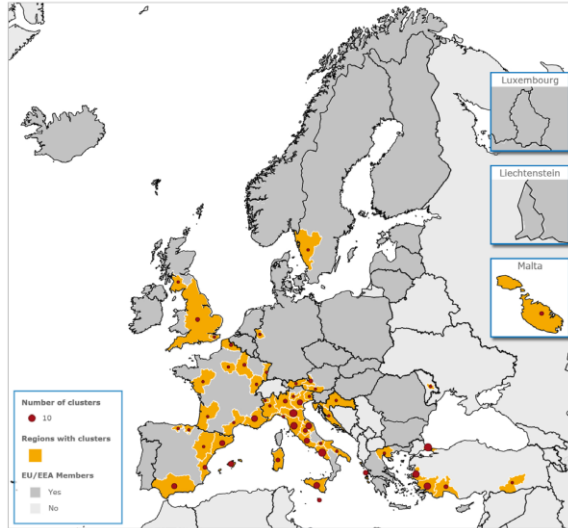 Luxembourg
Liechtenstein
Malta
Number of clusters
10
Regions with clusters
EU/EEA Members
Yes
No